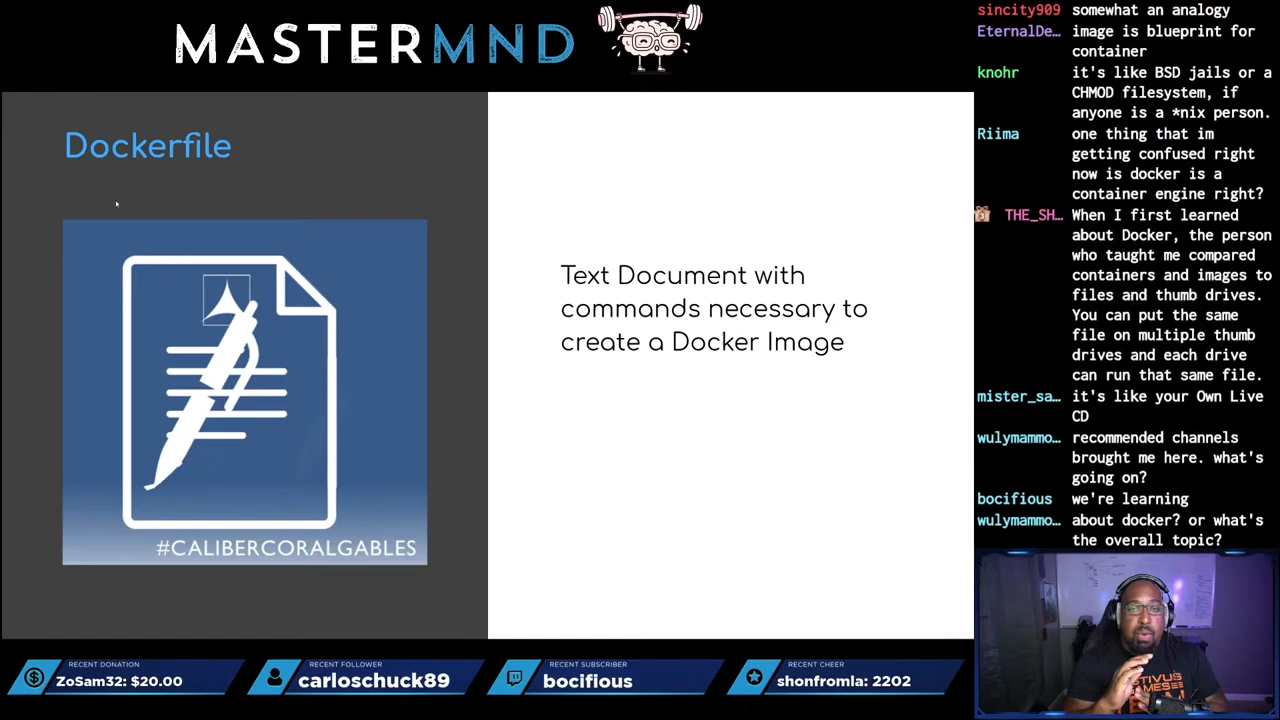 MASTERMND
Dockerfile
#CALIBERCORALGABLES
Text Document with
commands necessary to
create a Docker Image
sincity909 somewhat an analogy
EternalDe… image is blueprint for
container
knohr it's like BSD jails or a
CHMOD filesystem, if
anyone is a *nix person.
Riima one thing that im
getting confused right
now is docker is a
container engine right?
THE_SH… When I first learned
about Docker, the person
who taught me compared
containers and images to
files and thumb drives.
You can put the same
file on multiple thumb
drives and each drive
can run that same file.
mister_sa… it's like your Own Live
CD
wulymammo… recommended channels
brought me here. what's
going on?
bocifious we're learning
wulymammo… about docker? or what's
the overall topic?
RECENT DONATION
ZoSam32: $20.00
RECENT FOLLOWER
carloschuck89
RECENT SUBSCRIBER
bocifious
RECENT CHEER
shonfromla: 2202